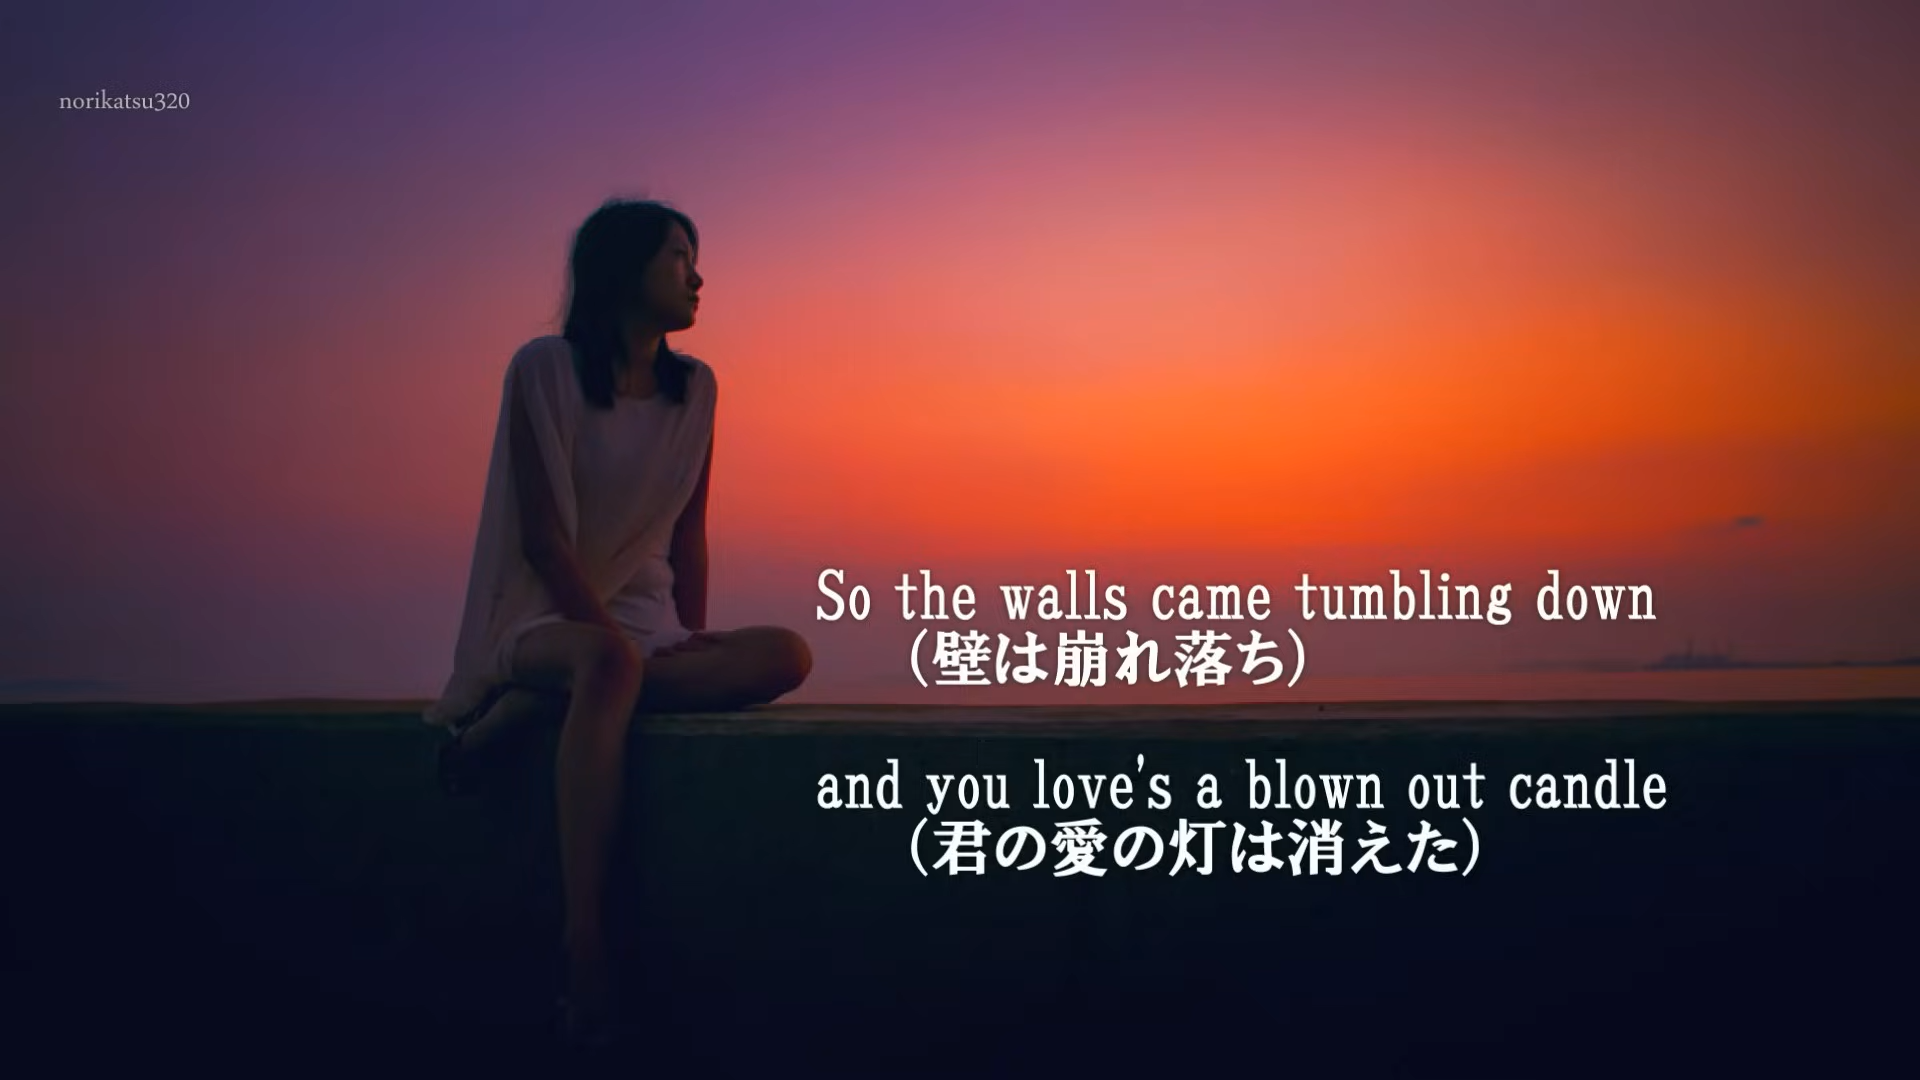 norikatsu320
So the walls came tumbling down
(壁は崩れ落ち)
and you love's a blown out candle
(君の愛の灯は消えた)